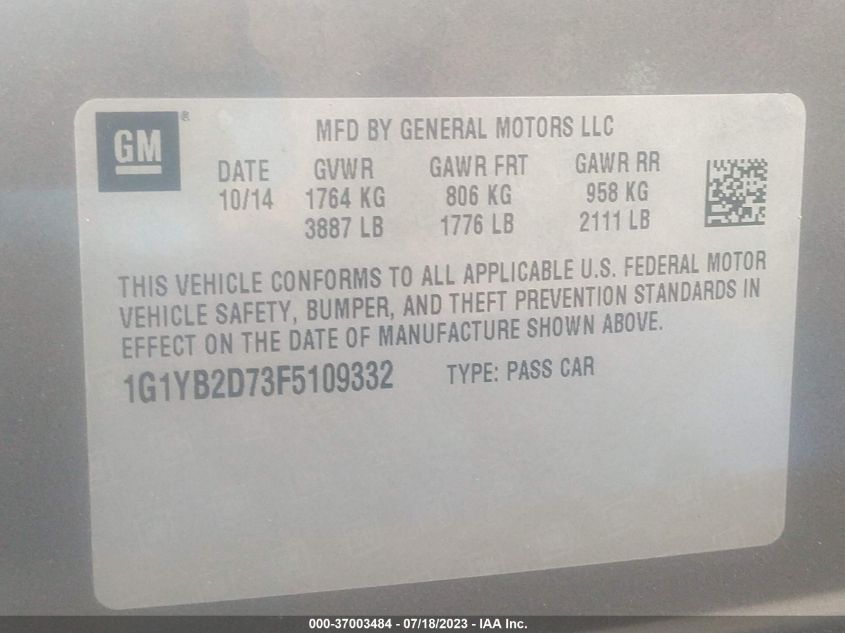 GM ®
MFD BY GENERAL MOTORS LLC
DATE GVWR GAWR FRT GAWR RR
10/14 1764 KG 806 KG 958 KG
3887 LB 1776 LB 2111 LB
THIS VEHICLE CONFORMS TO ALL APPLICABLE U.S. FEDERAL MOTOR
VEHICLE SAFETY, BUMPER, AND THEFT PREVENTION STANDARDS IN
EFFECT ON THE DATE OF MANUFACTURE SHOWN ABOVE.
1G1YB2D73F5109332 TYPE: PASS CAR
000-37003484 - 07/18/2023 - IAA Inc.